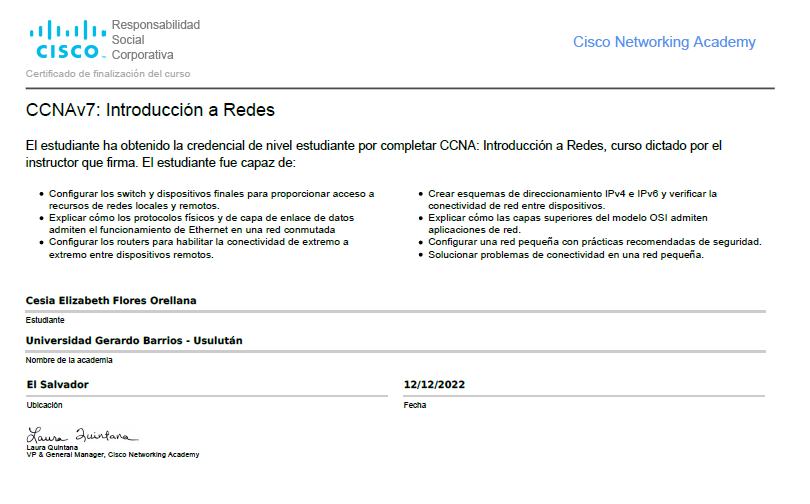 CISCO
Responsabilidad
Social
Corporativa
Cisco Networking Academy
Certificado de finalización del curso
CCNAv7: Introducción a Redes
El estudiante ha obtenido la credencial de nivel estudiante por completar CCNA: Introducción a Redes, curso dictado por el
instructor que firma. El estudiante fue capaz de:
• Configurar los switch y dispositivos finales para proporcionar acceso a
recursos de redes locales y remotos.
• Explicar cómo los protocolos físicos y de capa de enlace de datos
admiten el funcionamiento de Ethernet en una red conmutada
• Configurar los routers para habilitar la conectividad de extremo a
extremo entre dispositivos remotos.
• Crear esquemas de direccionamiento IPv4 e IPv6 y verificar la
conectividad de red entre dispositivos.
• Explicar cómo las capas superiores del modelo OSI admiten
aplicaciones de red.
• Configurar una red pequeña con prácticas recomendadas de seguridad.
• Solucionar problemas de conectividad en una red pequeña.
Cesia Elizabeth Flores Orellana
Estudiante
Universidad Gerardo Barrios - Usulután
Nombre de la academia
El Salvador
Ubicación
12/12/2022
Fecha
Laura Quintana
Laura Quintana
VP & General Manager, Cisco Networking Academy